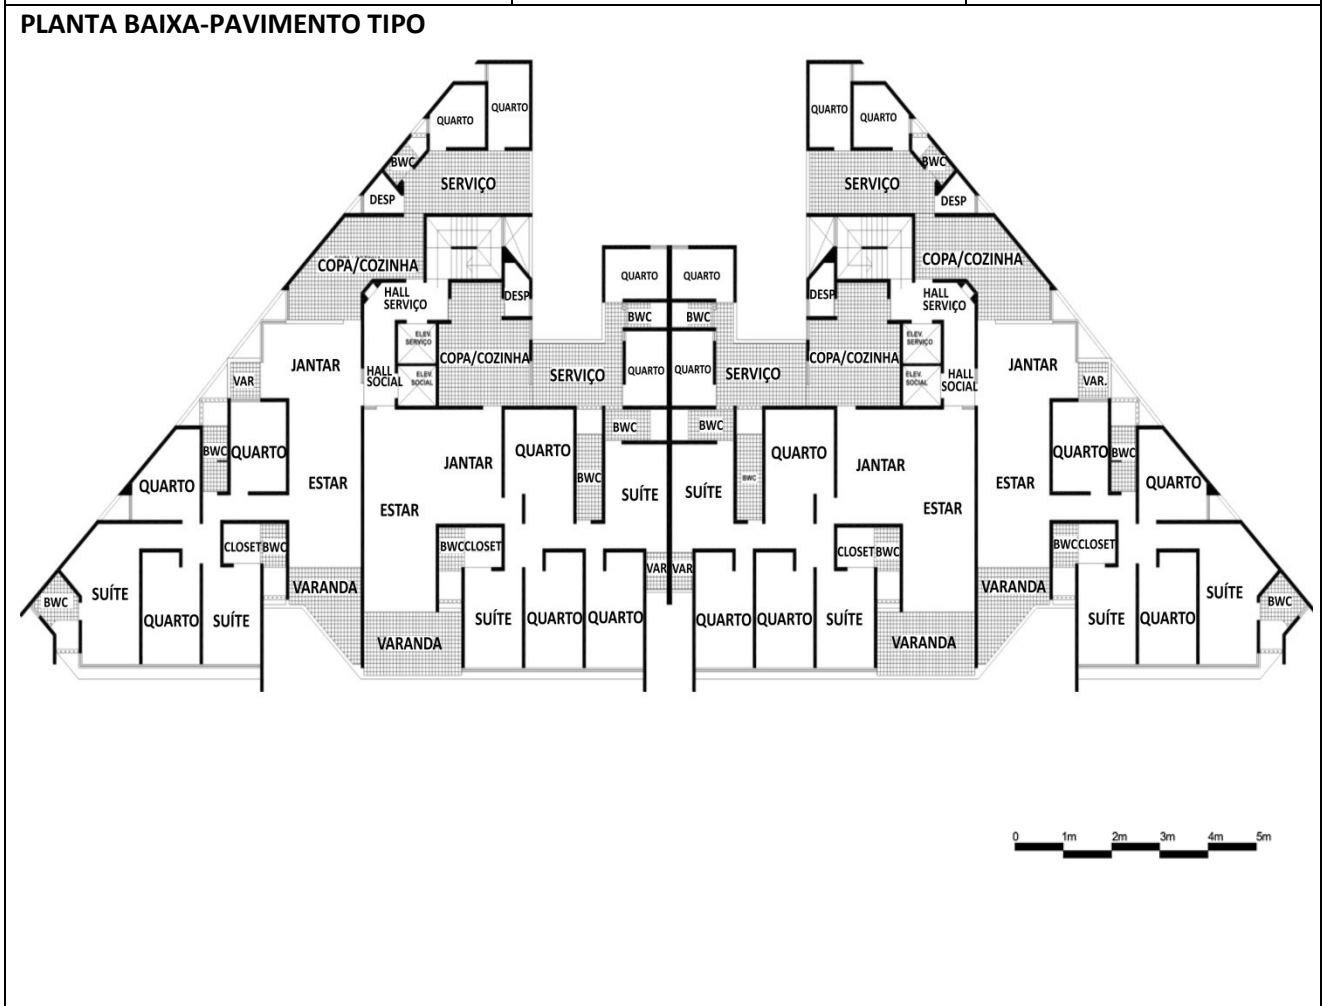 PLANTA BAIXA-PAVIMENTO TIPO
QUARTO
QUARTO
QUARTO
QUARTO
BWC
SERVIÇO
SERVIÇO
BWC
DESP
DESP
COPA/COZINHA
QUARTO
QUARTO
COPA/COZINHA
HALL
SERVIÇO
DESP
DESP
HALL
SERVIÇO
BWC
BWC
ELEV.
SERVIÇO
ELEV.
SERVIÇO
JANTAR
COPA/COZINHA
COPA/COZINHA
JANTAR
VAR
HALL
SOCIAL
ELEV.
SOCIAL
SERVIÇO
QUARTO
QUARTO
SERVIÇO
ELEV.
SOCIAL
HALL
SOCIAL
VAR.
BWC
QUARTO
JANTAR
QUARTO
BWC
BWC
QUARTO
JANTAR
QUARTO
BWC
QUARTO
ESTAR
ESTAR
BWC
SUÍTE
SUÍTE
BWC
ESTAR
ESTAR
QUARTO
CLOSET
BWC
BWC
CLOSET
CLOSET
BWC
BWC
CLOSET
VAR
VAR
BWC
SUÍTE
VARANDA
VARANDA
SUÍTE
BWC
QUARTO
SUÍTE
VARANDA
SUÍTE
QUARTO
QUARTO
QUARTO
QUARTO
SUÍTE
VARANDA
SUÍTE
QUARTO
0 1m 2m 3m 4m 5m